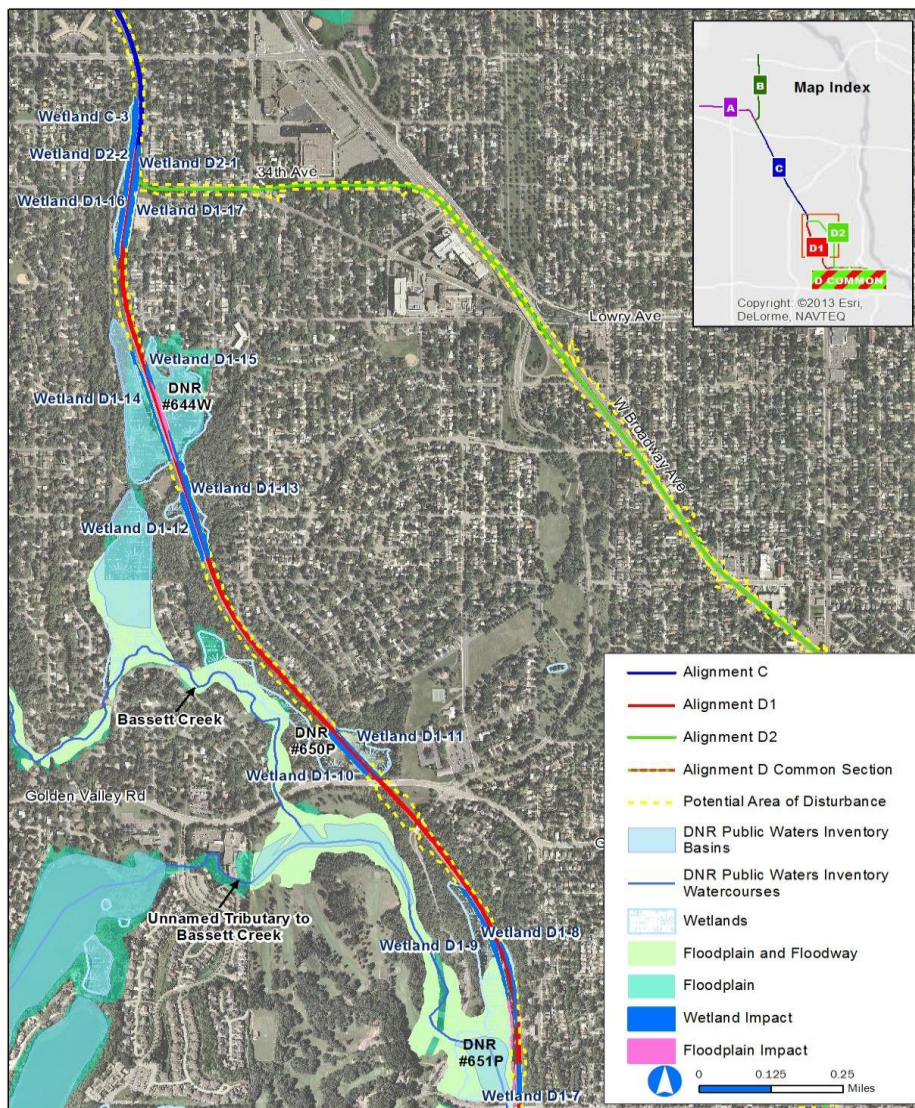 Wetland C-3
Wetland D2-2
Wetland D2-1
34th Ave
Wetland D1-16
Wetland D1-17
Lowry Ave
Wetland D1-15
DNR
#644W
Wetland D1-14
W Broadway Ave
Wetland D1-13
Wetland D1-12
Bassett Creek
DNR
#650P
Wetland D1-11
Wetland D1-10
Golden Valley Rd
G
Unnamed Tributary to
Bassett Creek
Wetland D1-9
Wetland D1-8
DNR
#651P
Wetland D1-7
Map Index
A
B
C
D1
D2
D COMMON
Copyright: ©2013 Esri,
DeLorme, NAVTEQ
Alignment C
Alignment D1
Alignment D2
Alignment D Common Section
Potential Area of Disturbance
DNR Public Waters Inventory
Basins
DNR Public Waters Inventory
Watercourses
Wetlands
Floodplain and Floodway
Floodplain
Wetland Impact
Floodplain Impact
0 0.125 0.25
Miles